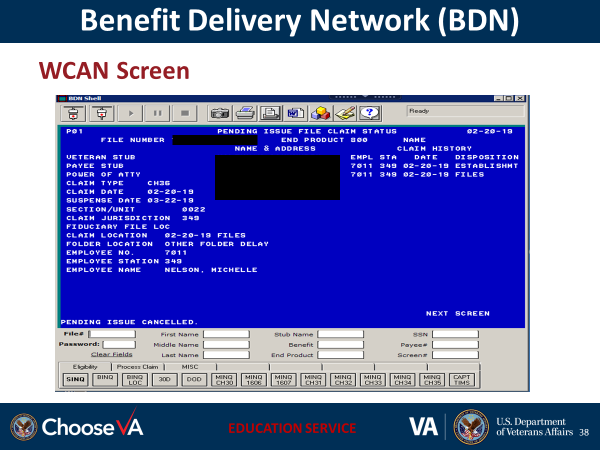 Benefit Delivery Network (BDN)
WCAN Screen
BDN Shell
Ready
P01 PENDING ISSUE FILE CLAIM STATUS 02-20-19
FILE NUMBER END PRODUCT 800 NAME
NAME & ADDRESS CLAIM HISTORY
VETERAN STUB EMPL STA DATE DISPOSITION
PAYEE STUB 7011 349 02-20-19 ESTABLISHMT
POWER OF ATTY 7011 349 02-20-19 FILES
CLAIM TYPE CH36
CLAIM DATE 02-20-19
SUSPENSE DATE 03-22-19
SECTION/UNIT 0022
CLAIM JURISDICTION 349
FIDUCIARY FILE LOC
CLAIM LOCATION 02-20-19 FILES
FOLDER LOCATION OTHER FOLDER DELAY
EMPLOYEE NO. 7011
EMPLOYEE STATION 349
EMPLOYEE NAME NELSON, MICHELLE
NEXT SCREEN
PENDING ISSUE CANCELLED.
File# First Name Stub Name SSN
Password: Middle Name Benefit Payee#
Clear Fields Last Name End Product Screen#
Eligibility Process Claim MISC
SINQ BINQ BINQ LOC 30D DOD MINQ CH30 MINQ 1606 MINQ 1607 MINQ CH31 MINQ CH32 MINQ CH33 MINQ CH34 MINQ CH35 CAPT TIMS
ChooseVA EDUCATION SERVICE VA U.S. Department of Veterans Affairs 38